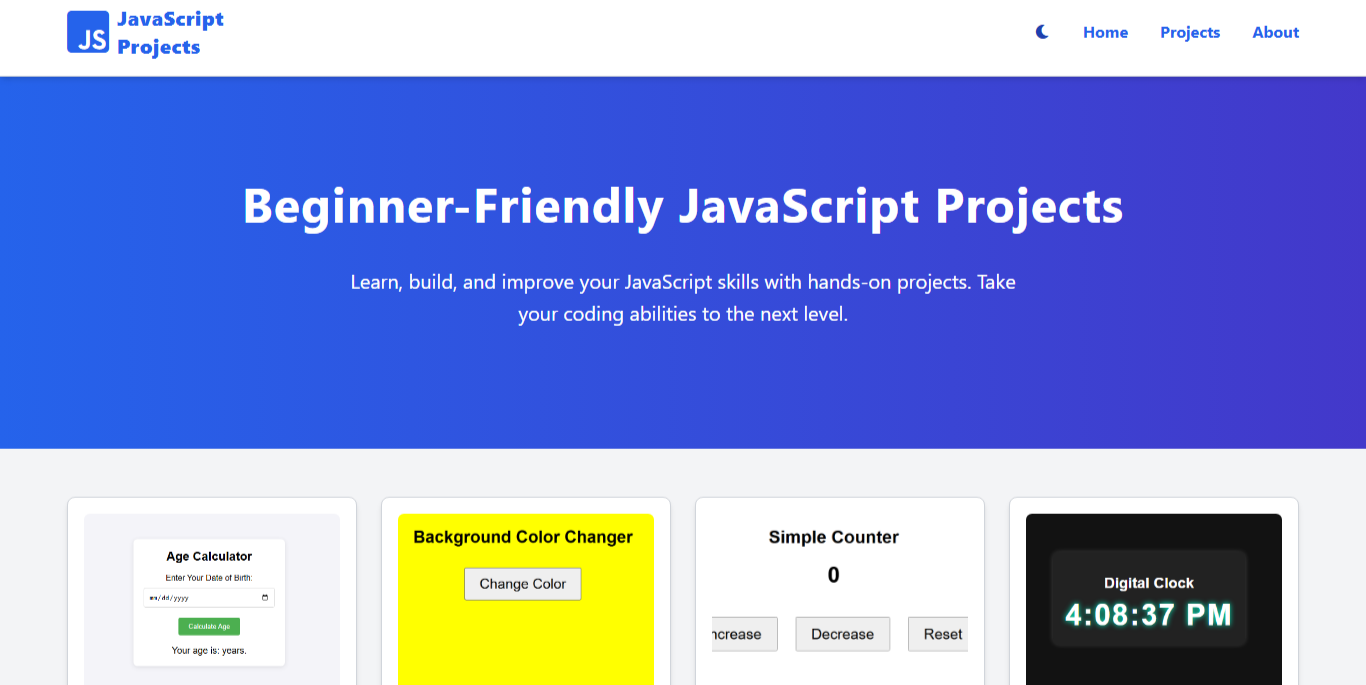 JS
JavaScript
Projects
Home
Projects
About
Beginner-Friendly JavaScript Projects
Learn, build, and improve your JavaScript skills with hands-on projects. Take
your coding abilities to the next level.
Age Calculator
Enter Your Date of Birth:
mm/dd/yyyy
Calculate Age
Your age is: years.
Background Color Changer
Change Color
Simple Counter
0
ncrease
Decrease
Reset
Digital Clock
4:08:37 PM